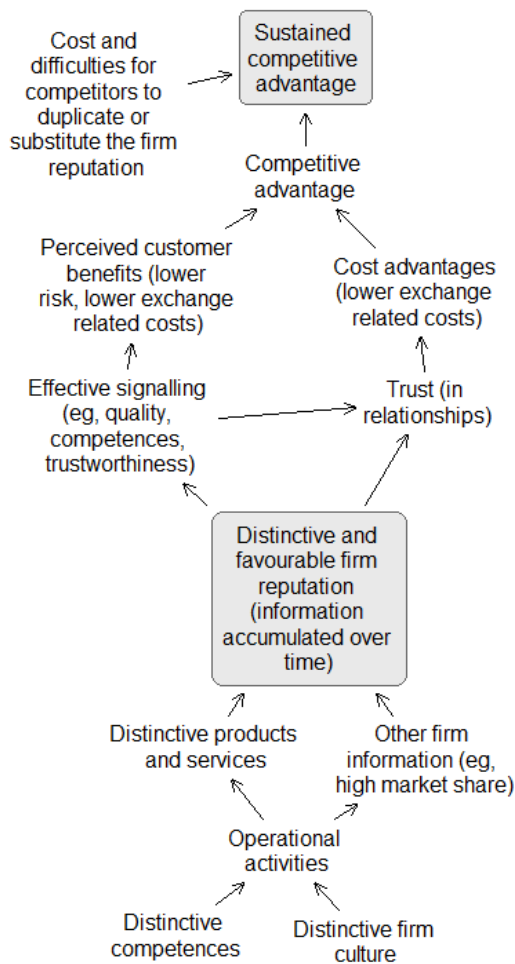 Cost and
difficulties for
competitors to
duplicate or
substitute the firm
reputation
Sustained
competitive
advantage
Competitive
advantage
Perceived customer
benefits (lower
risk, lower exchange
related costs)
Cost advantages
(lower exchange
related costs)
Effective signalling
(eg, quality,
competences,
trustworthiness)
Trust (in
relationships)
Distinctive and
favourable firm
reputation
(information
accumulated over
time)
Distinctive products
and services
Other firm
information (eg,
high market share)
Operational
activities
Distinctive
competences
Distinctive firm
culture